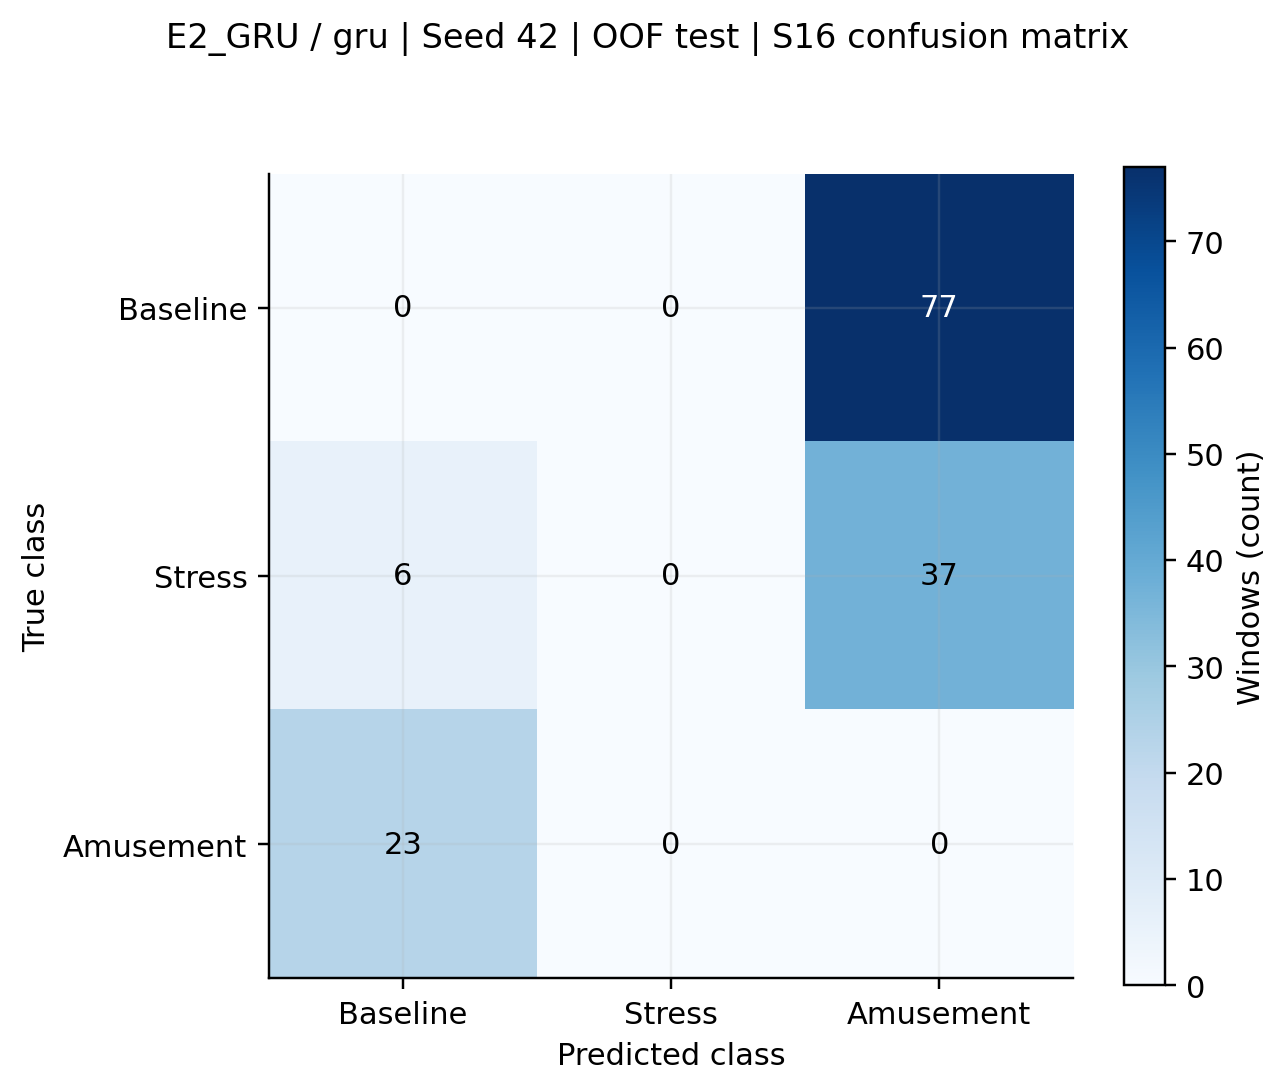 E2_GRU / gru | Seed 42 | OOF test | S16 confusion matrix
Baseline 0 0 77
Stress 6 0 37
Amusement 23 0 0
Baseline Stress Amusement
Predicted class
True class
70
60
50
40
30
20
10
0
Windows (count)